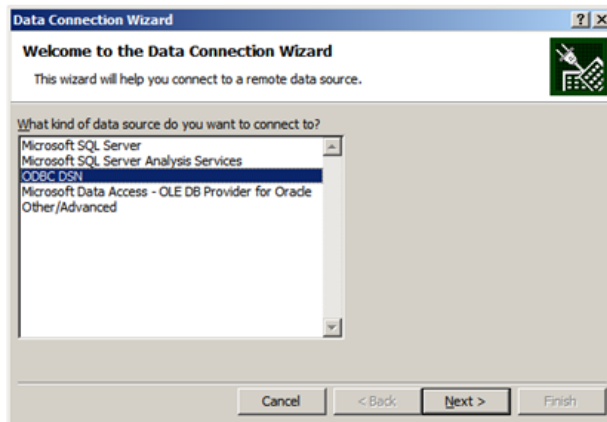 Data Connection Wizard
Welcome to the Data Connection Wizard
This wizard will help you connect to a remote data source.
What kind of data source do you want to connect to?
Microsoft SQL Server
Microsoft SQL Server Analysis Services
ODBC DSN
Microsoft Data Access - OLE DB Provider for Oracle
Other/Advanced
Cancel < Back Next > Finish